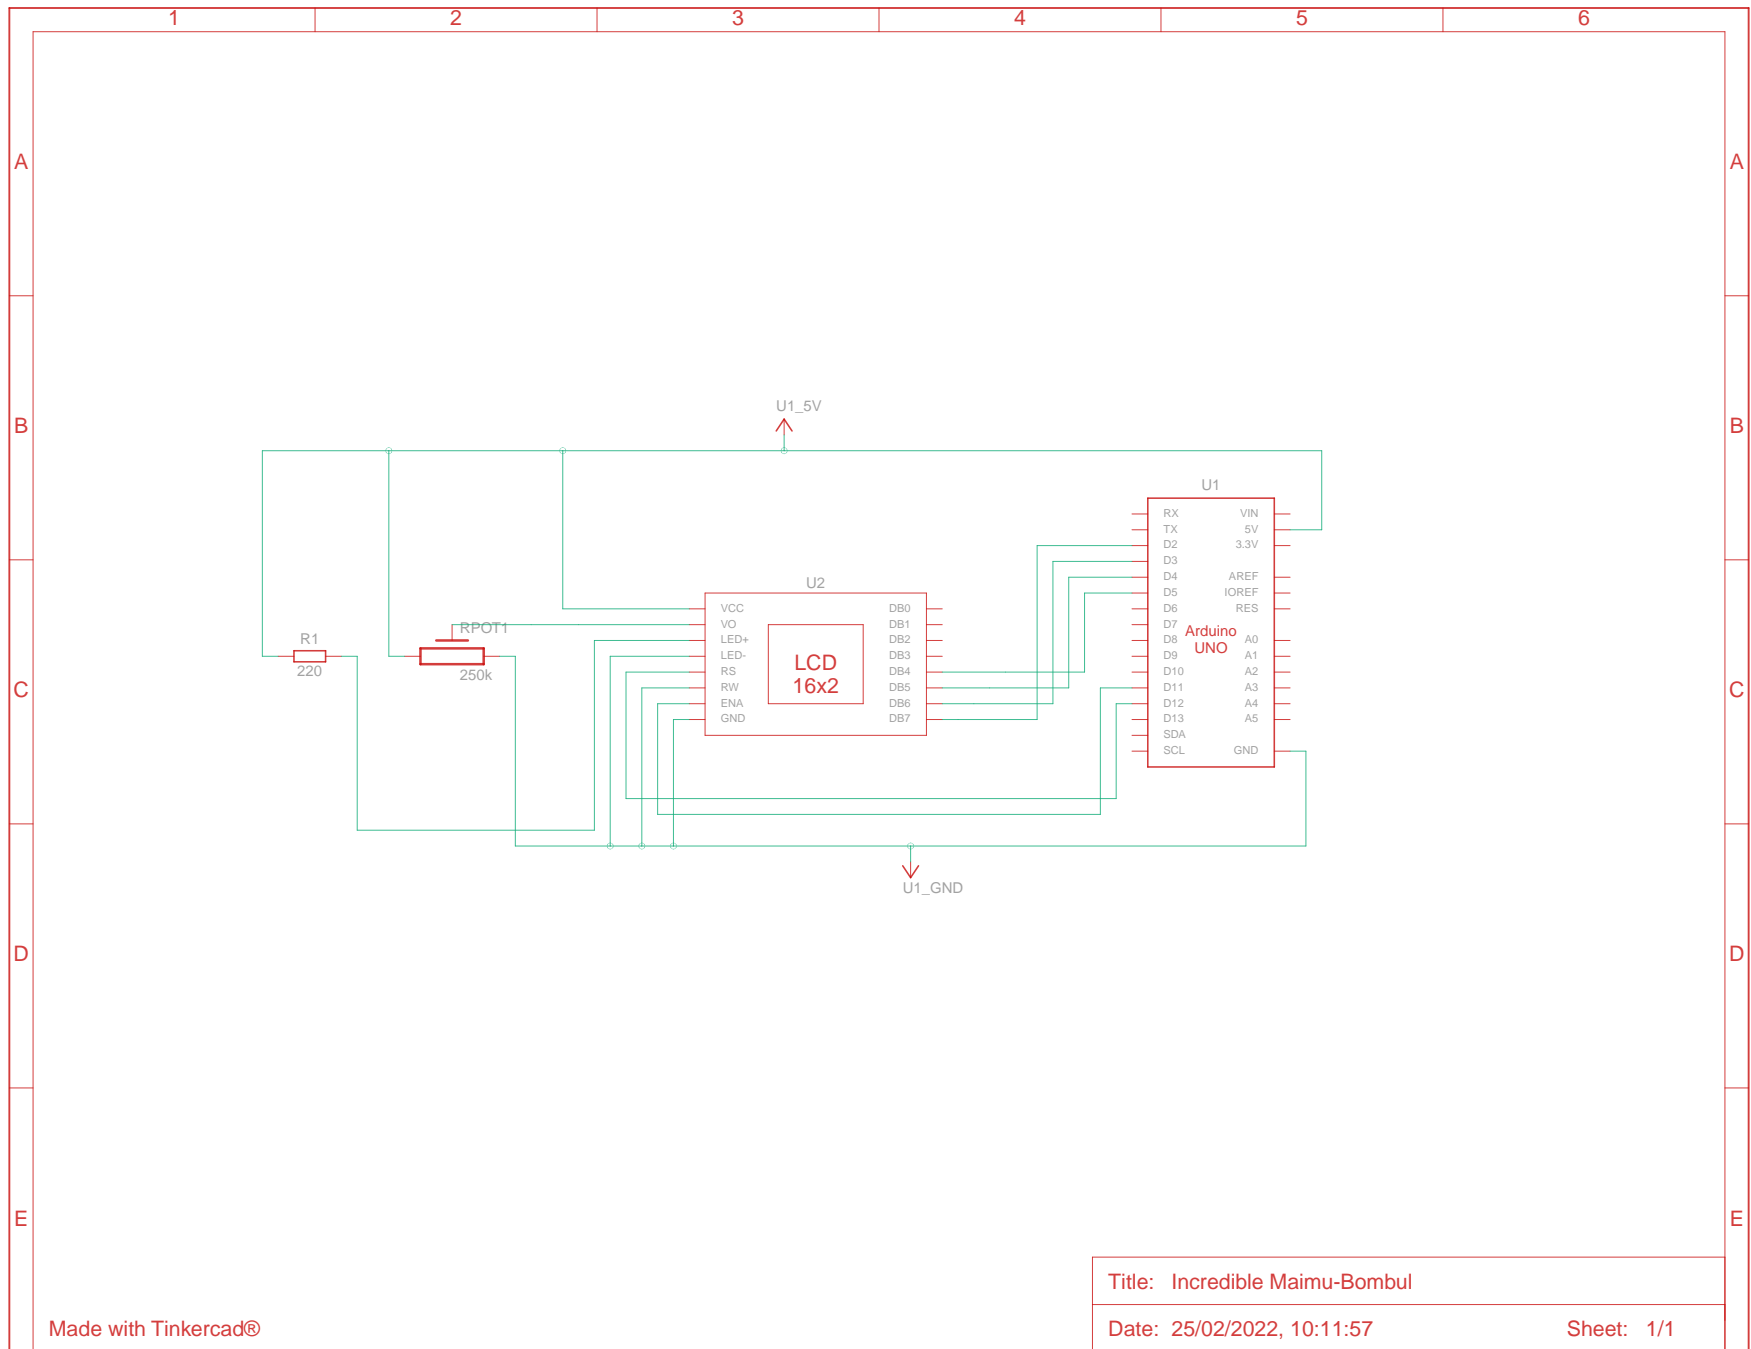 1 2 3 4 5 6
A A
B B
C C
D D
E E
U1_5V
U1
RX VIN
TX 5V
D2 3.3V
D3
D4 AREF
D5 IOREF
D6 RES
D7
Arduino
UNO
D8 A0
D9 A1
D10 A2
D11 A3
D12 A4
D13 A5
SDA
SCL GND
U2
VCC DB0
VO DB1
LED+ DB2
LED- DB3
RS DB4
RW DB5
ENA DB6
GND DB7
LCD
16x2
R1
220
RPOT1
250k
U1_GND
Title: Incredible Maimu-Bombul
Date: 25/02/2022, 10:11:57 Sheet: 1/1
Made with Tinkercad®